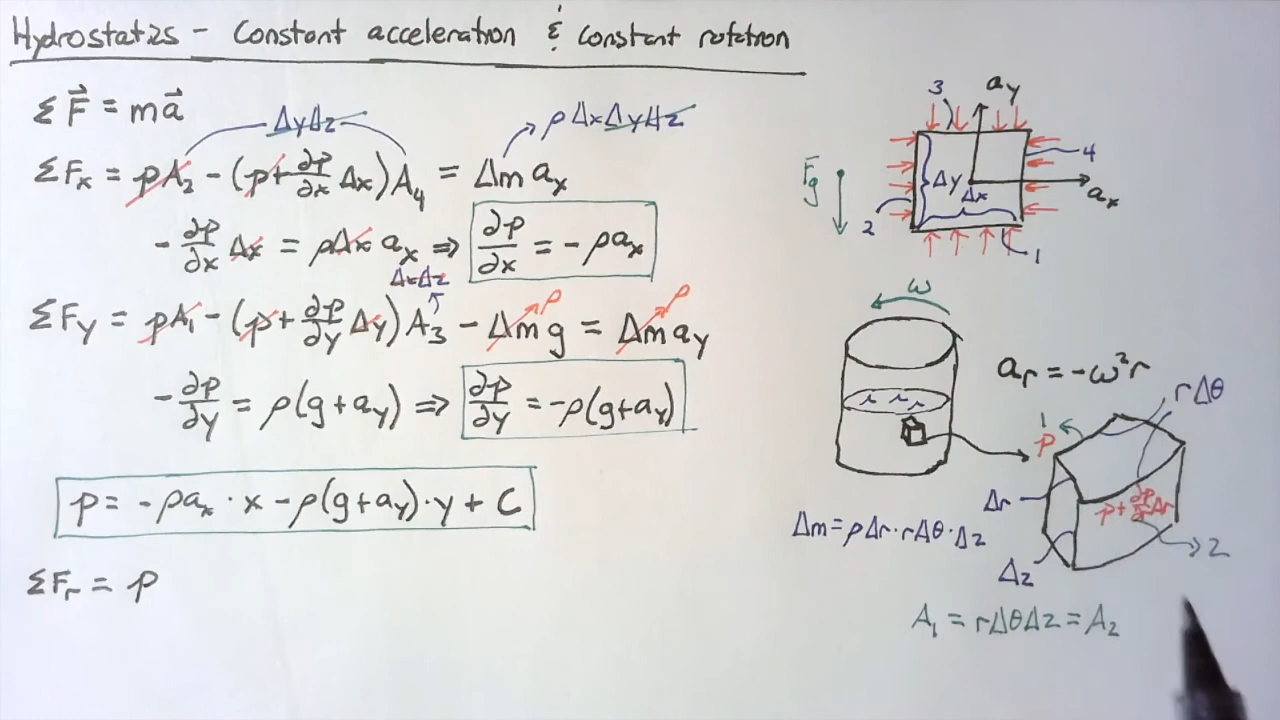 Hydrostatics - Constant acceleration & constant rotation
ΣF⃗ = ma⃗
ΔyΔz
ρΔxΔyΔz
ΣFx = pA₂ - (p + ∂p/∂x Δx)A₄ = Δm ax
- ∂p/∂x Δx = ρΔx ax ⇒ ∂p/∂x = -ρax
ΔxΔz
ρ
ρ
ΣFy = pA₁ - (p + ∂p/∂y Δy)A₃ - Δm g = Δm ay
- ∂p/∂y = ρ(g+ay) ⇒ ∂p/∂y = -ρ(g+ay)
p = -ρax · x - ρ(g+ay) · y + C
ΣFr = p
ay
3
4
Fg
Δy
Δx
ax
2
1
ω
ar = -ω²r
rΔθ
1
p
Δr
p + ∂p/∂r Δr
Δm = ρΔr · rΔθ · Δz
2
Δz
A₁ = rΔθΔz = A₂